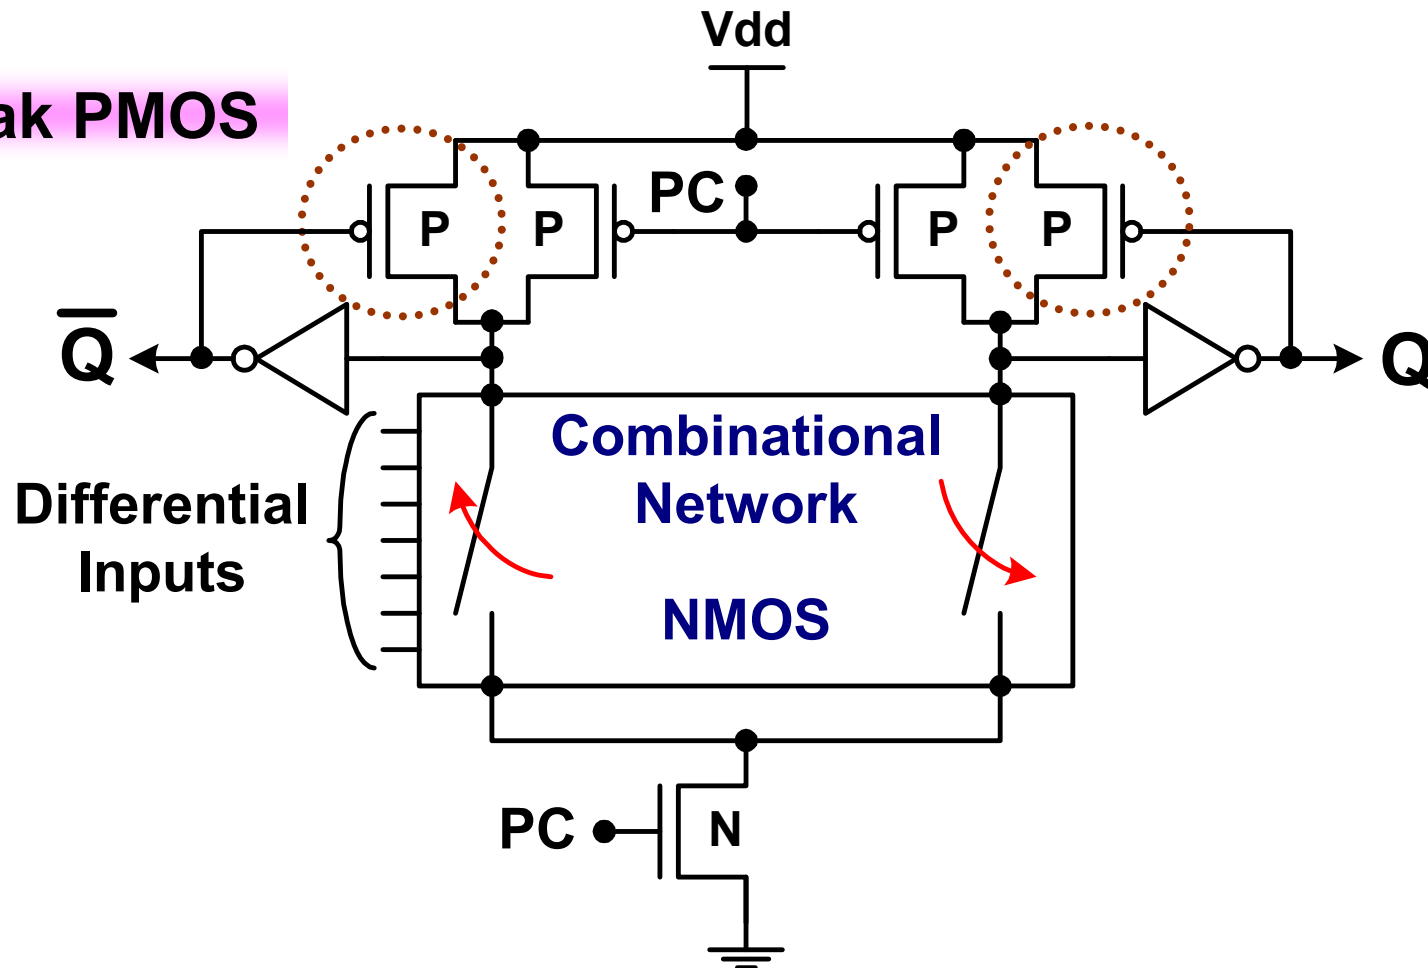 Vdd
ak PMOS
PC
P
P
P
P
Q
Q
Combinational
Network
NMOS
Differential
Inputs
PC
N